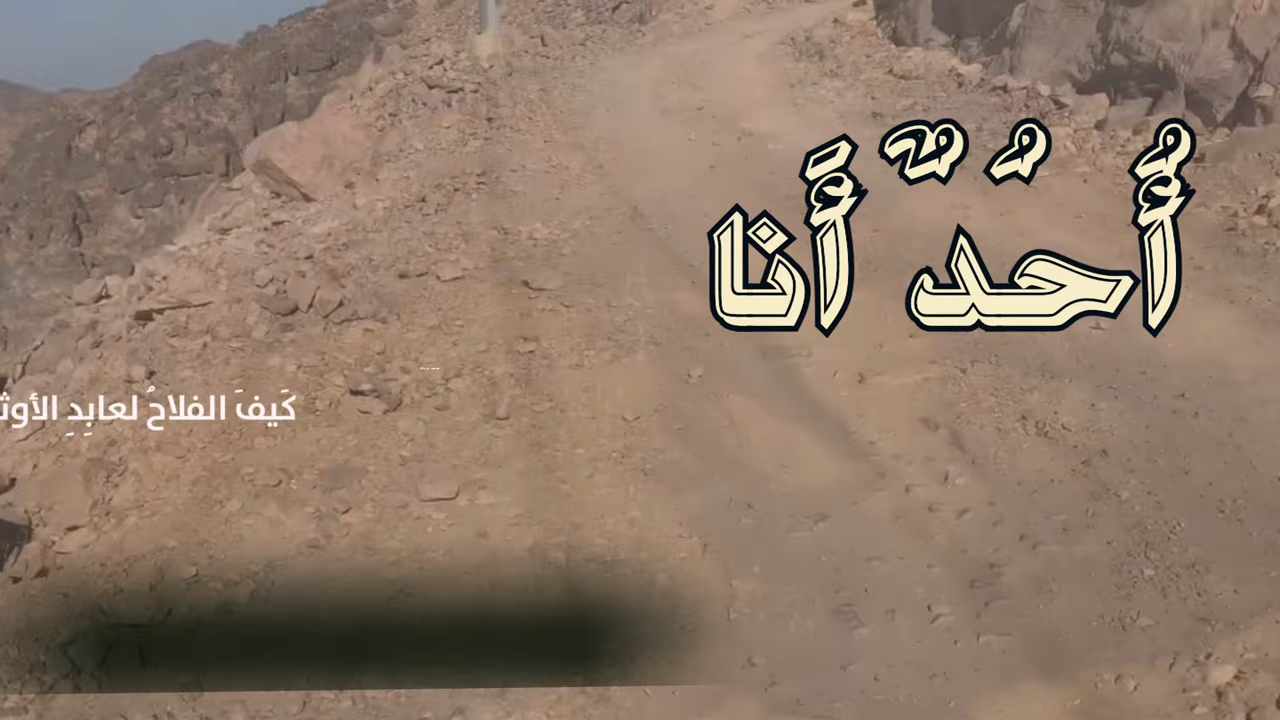 أُحُدٌ أَنا
كَيفَ الفلاحُ لعابِدِ